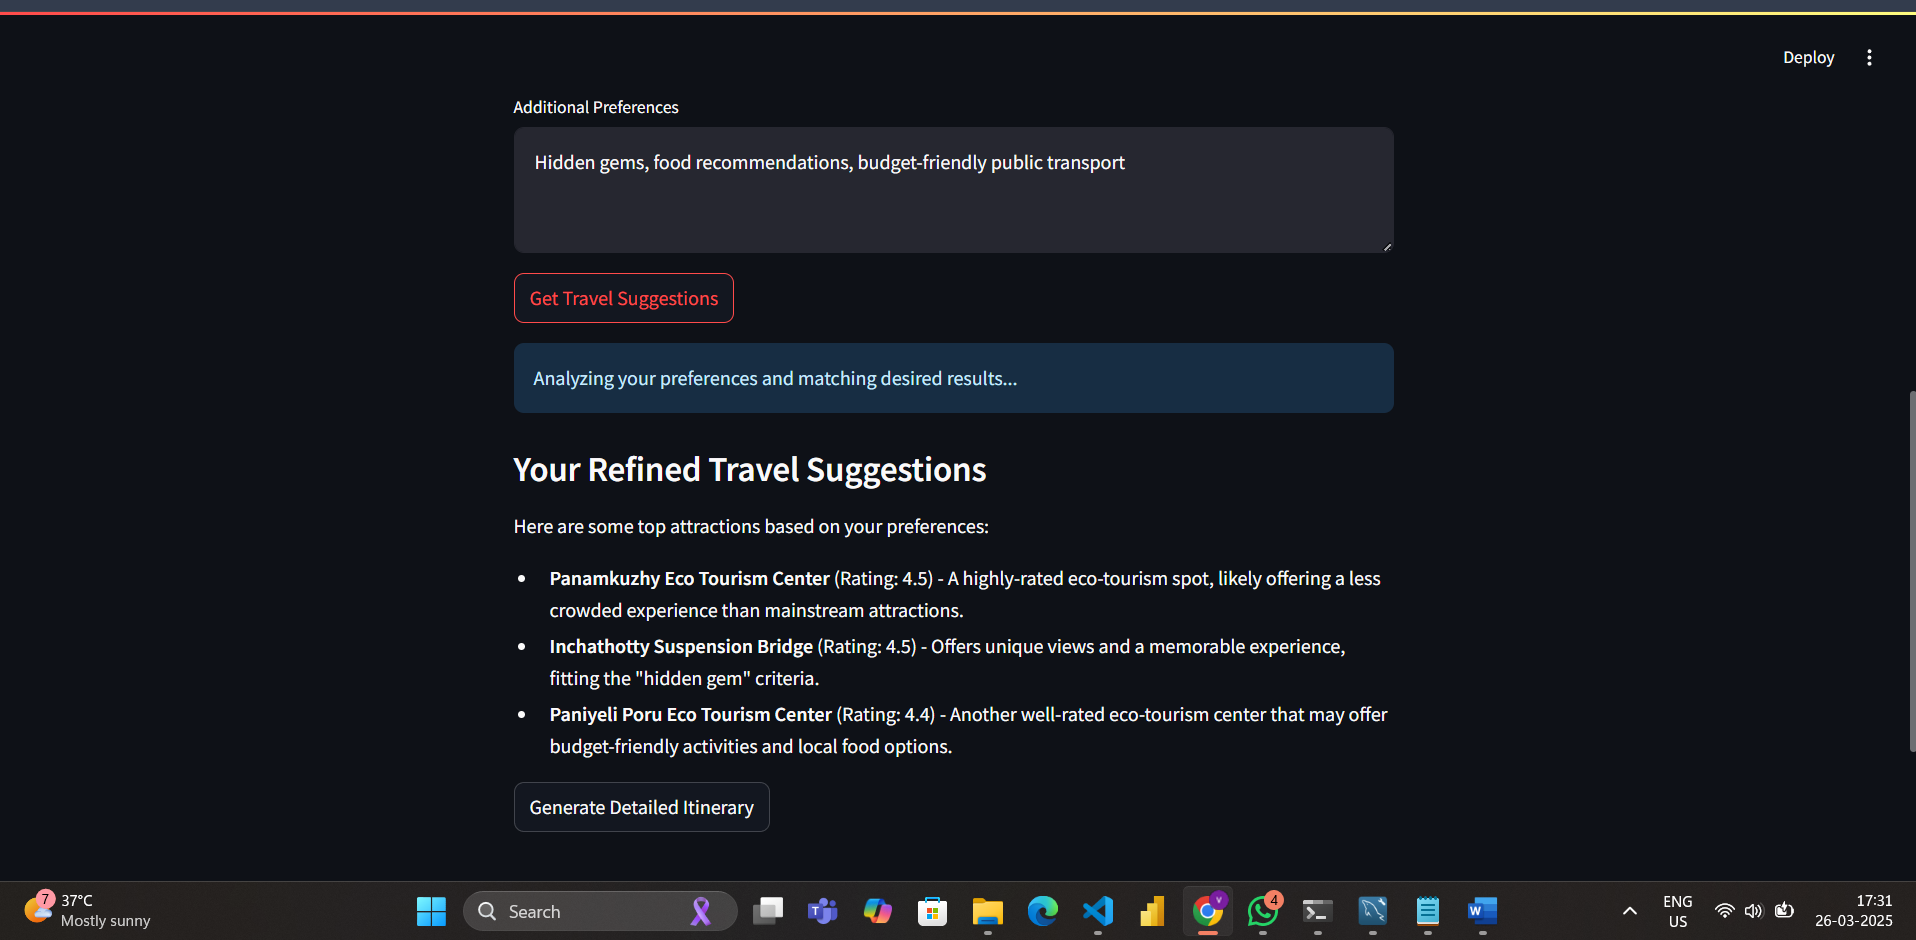 Deploy
Additional Preferences
Hidden gems, food recommendations, budget-friendly public transport
Get Travel Suggestions
Analyzing your preferences and matching desired results...
Your Refined Travel Suggestions
Here are some top attractions based on your preferences:
Panamkuzhy Eco Tourism Center (Rating: 4.5) - A highly-rated eco-tourism spot, likely offering a less
crowded experience than mainstream attractions.
Inchathotty Suspension Bridge (Rating: 4.5) - Offers unique views and a memorable experience,
fitting the "hidden gem" criteria.
Paniyeli Poru Eco Tourism Center (Rating: 4.4) - Another well-rated eco-tourism center that may offer
budget-friendly activities and local food options.
Generate Detailed Itinerary
7
37°C
Mostly sunny
Search
T
V
4
W
ENG
US
17:31
26-03-2025